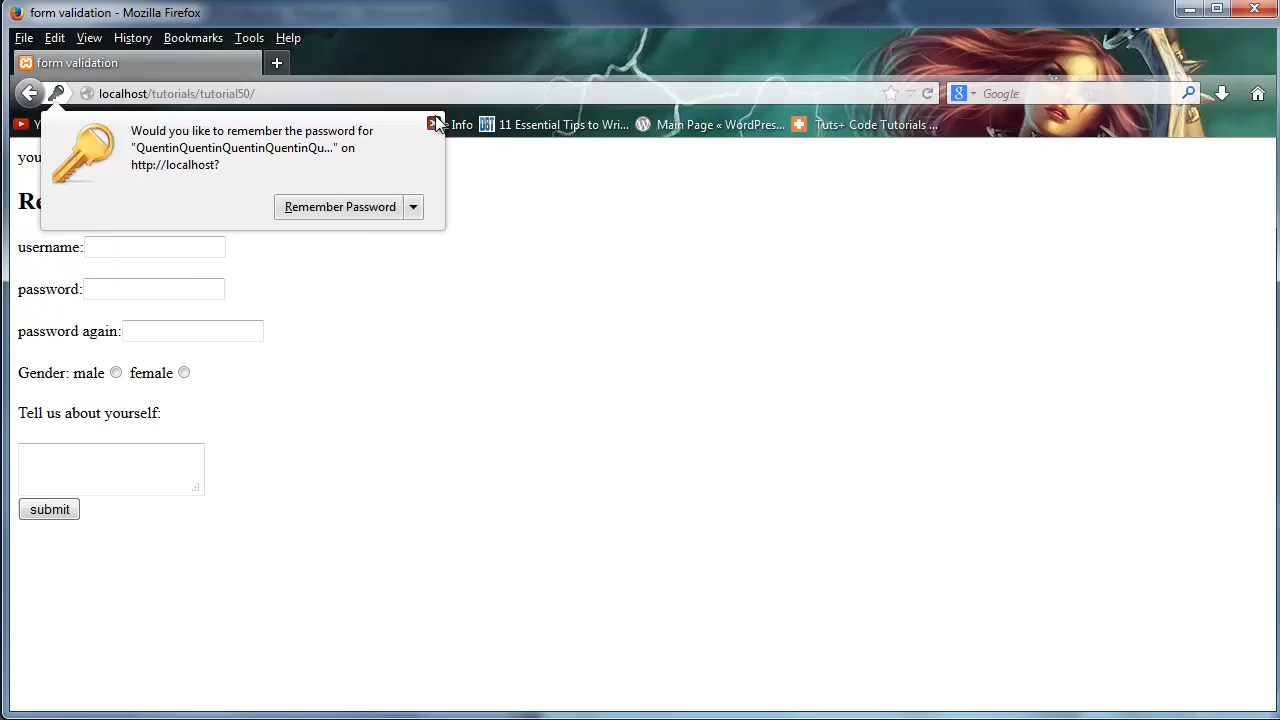 form validation - Mozilla Firefox
File Edit View History Bookmarks Tools Help
form validation
localhost/tutorials/tutorial50/
Google
Y
e Info
11 Essential Tips to Wri...
Main Page « WordPress...
Tuts+ Code Tutorials ...
Would you like to remember the password for
"QuentinQuentinQuentinQuentinQu..." on
http://localhost?
Remember Password
you
Re
username:
password:
password again:
Gender: male female
Tell us about yourself:
submit